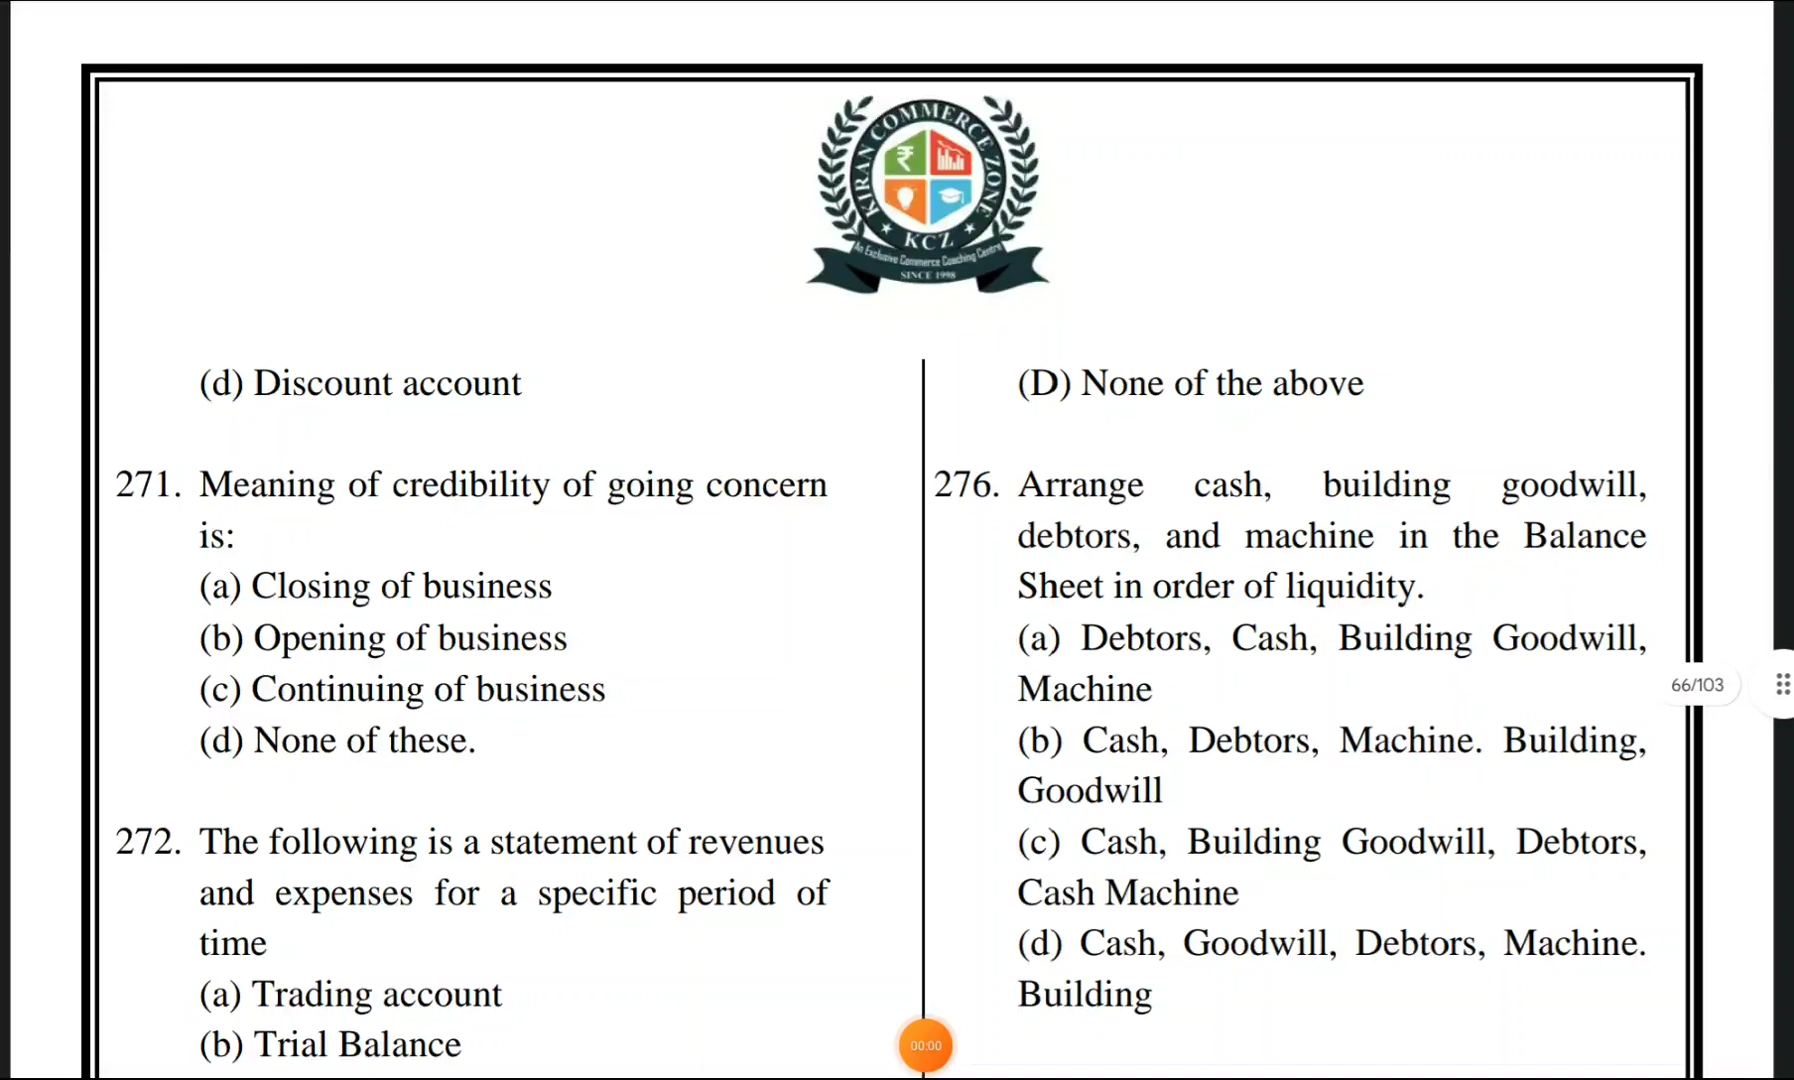 KIRAN COMMERCE ZONE
KCZ
An Exclusive Commerce Coaching Centre
SINCE 1998
(d) Discount account
271. Meaning of credibility of going concern
is:
(a) Closing of business
(b) Opening of business
(c) Continuing of business
(d) None of these.
272. The following is a statement of revenues
and expenses for a specific period of
time
(a) Trading account
(b) Trial Balance
(D) None of the above
276. Arrange cash, building goodwill,
debtors, and machine in the Balance
Sheet in order of liquidity.
(a) Debtors, Cash, Building Goodwill,
Machine
(b) Cash, Debtors, Machine. Building,
Goodwill
(c) Cash, Building Goodwill, Debtors,
Cash Machine
(d) Cash, Goodwill, Debtors, Machine.
Building
66/103
00:00